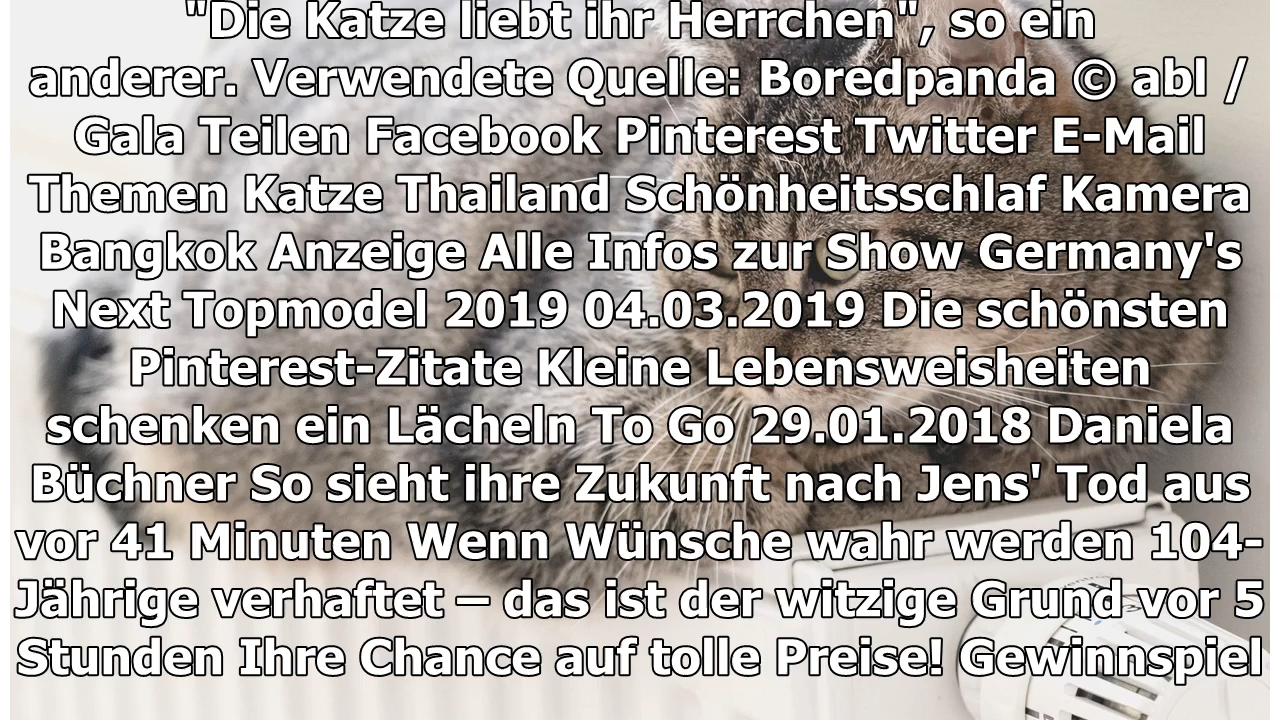 "Die Katze liebt ihr Herrchen", so ein
anderer. Verwendete Quelle: Boredpanda © abl /
Gala Teilen Facebook Pinterest Twitter E-Mail
Themen Katze Thailand Schönheitsschlaf Kamera
Bangkok Anzeige Alle Infos zur Show Germany's
Next Topmodel 2019 04.03.2019 Die schönsten
Pinterest-Zitate Kleine Lebensweisheiten
schenken ein Lächeln To Go 29.01.2018 Daniela
Büchner So sieht ihre Zukunft nach Jens' Tod aus
vor 41 Minuten Wenn Wünsche wahr werden 104-
Jährige verhaftet – das ist der witzige Grund vor 5
Stunden Ihre Chance auf tolle Preise! Gewinnspiel